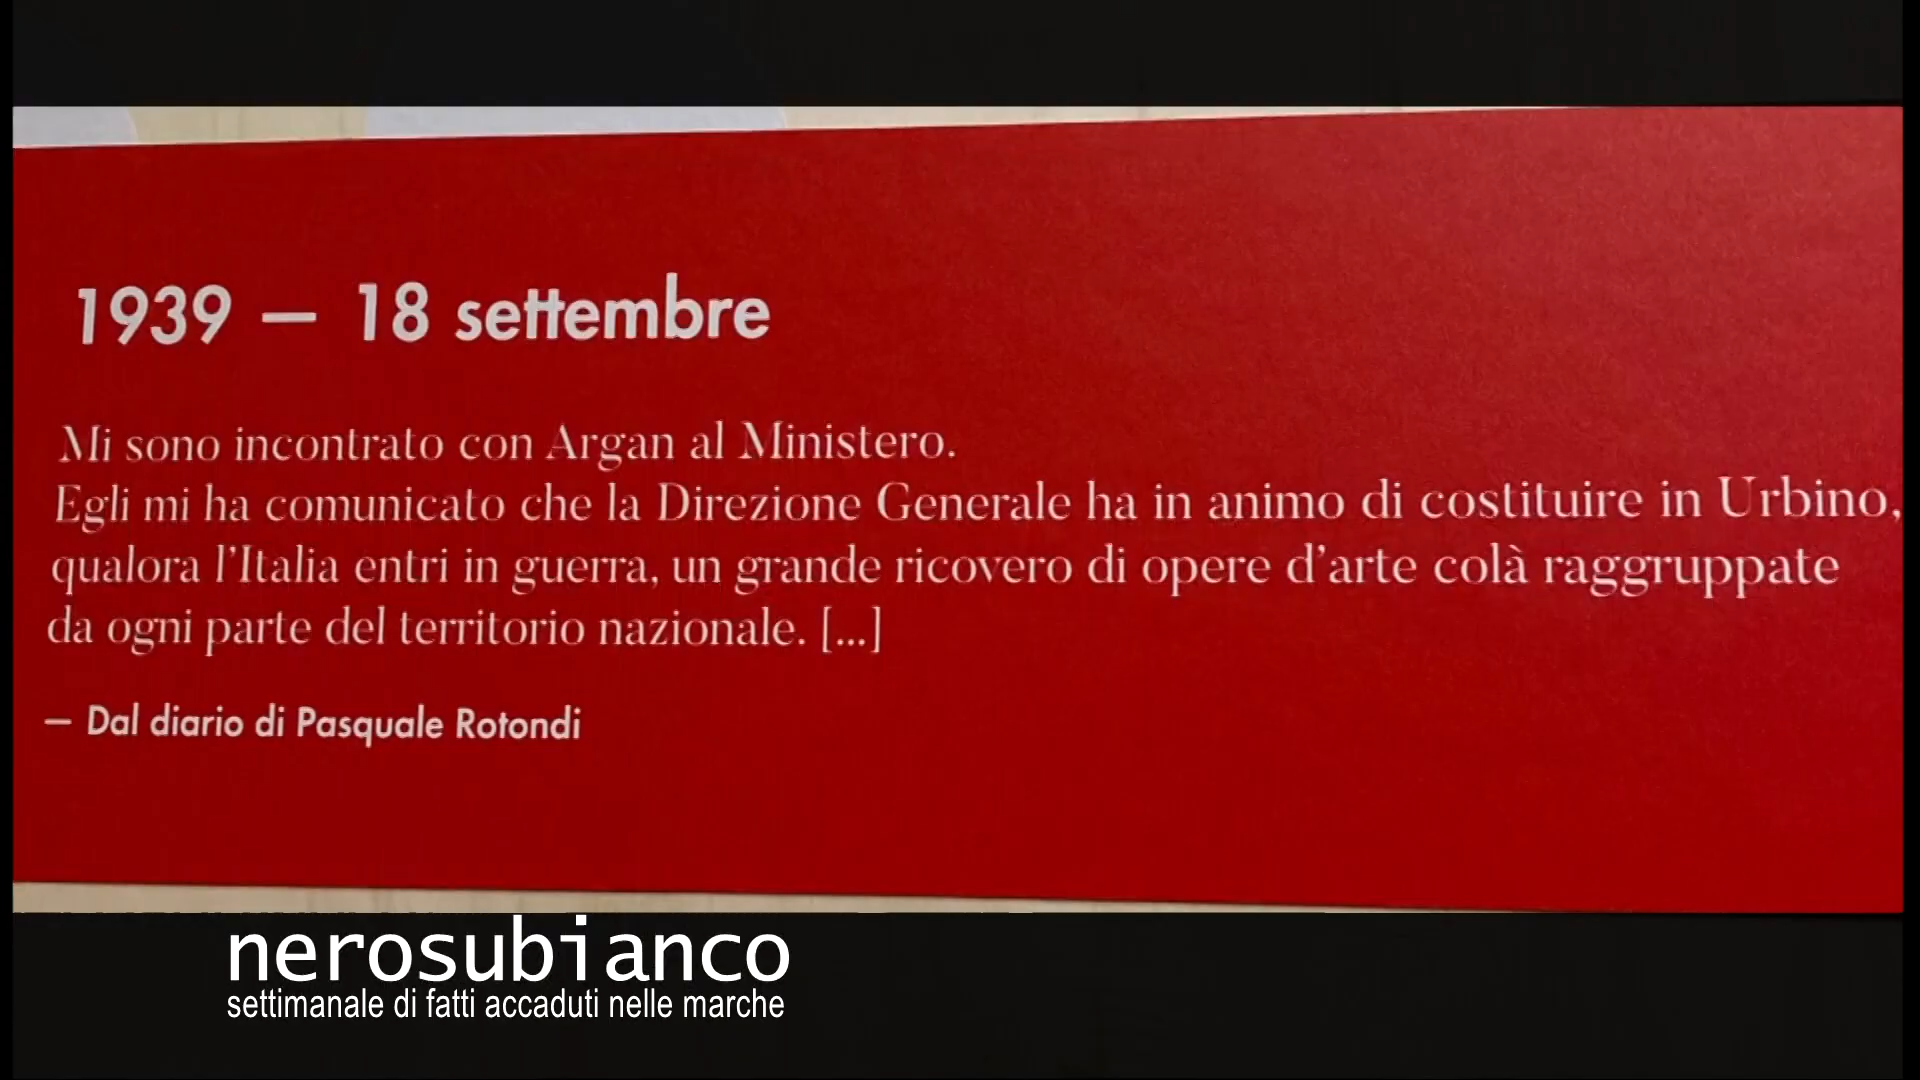 1939 — 18 settembre
Mi sono incontrato con Argan al Ministero.
Egli mi ha comunicato che la Direzione Generale ha in animo di costituire in Urbino,
qualora l'Italia entri in guerra, un grande ricovero di opere d'arte colà raggruppate
da ogni parte del territorio nazionale. [...]
— Dal diario di Pasquale Rotondi
nerosubianco
settimanale di fatti accaduti nelle marche